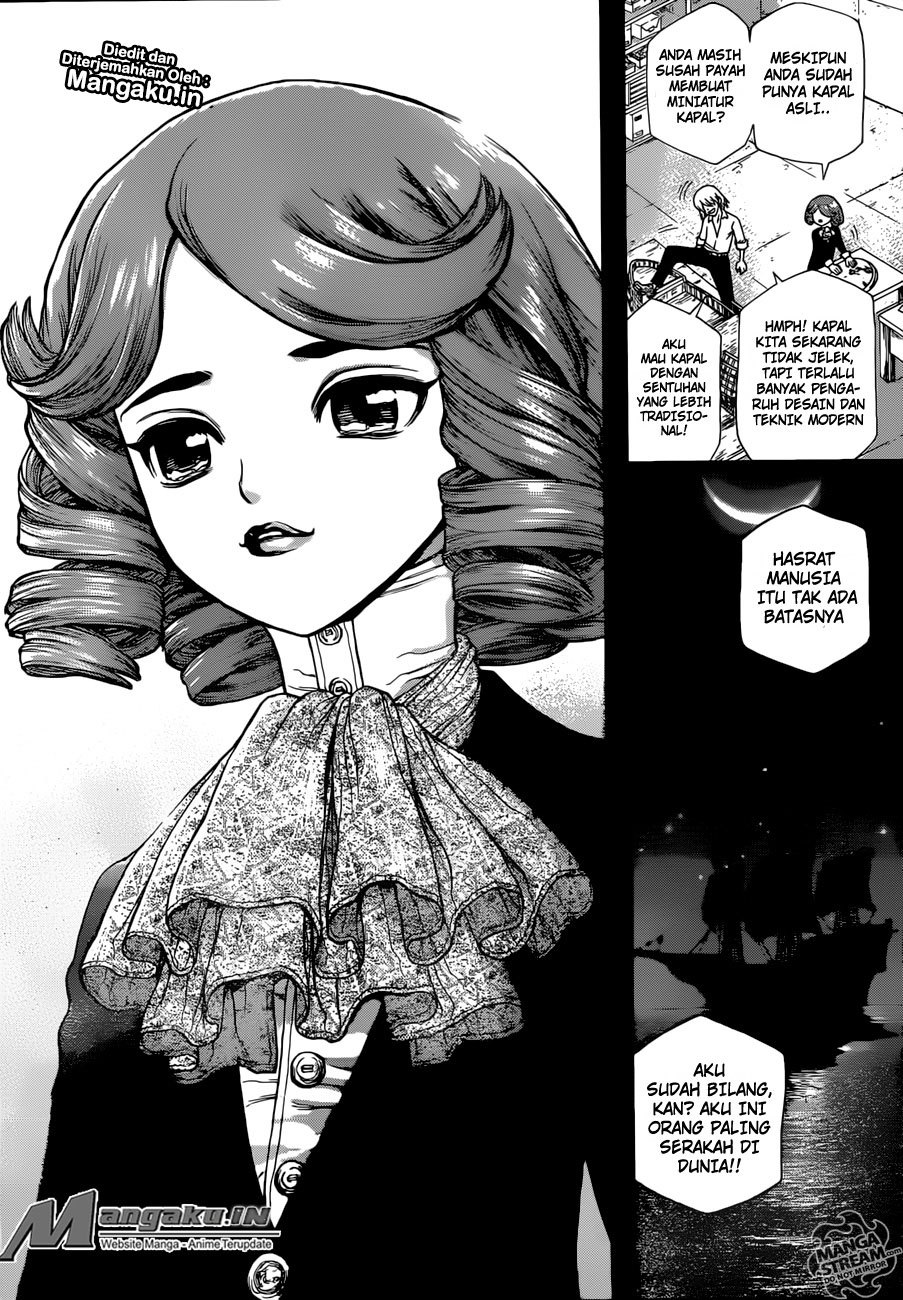 Diedit dan
Diterjemahkan Oleh :
Mangaku.in
MESKIPUN
ANDA SUDAH
PUNYA KAPAL
ASLI..
ANDA MASIH
SUSAH PAYAH
MEMBUAT
MINIATUR
KAPAL?
HMPH! KAPAL
KITA SEKARANG
TIDAK JELEK,
TAPI TERLALU
BANYAK PENGA-
RUH DESAIN DAN
TEKNIK MODERN
AKU
MAU KAPAL
DENGAN
SENTUHAN
YANG LEBIH
TRADISIO-
NAL!
HASRAT
MANUSIA
ITU TAK ADA
BATASNYA
AKU
SUDAH BILANG,
KAN? AKU INI
ORANG PALING
SERAKAH DI
DUNIA!!
Mangaku.IN
Website Manga - Anime Terupdate
MANGA
STREAM
DO NOT MIRROR